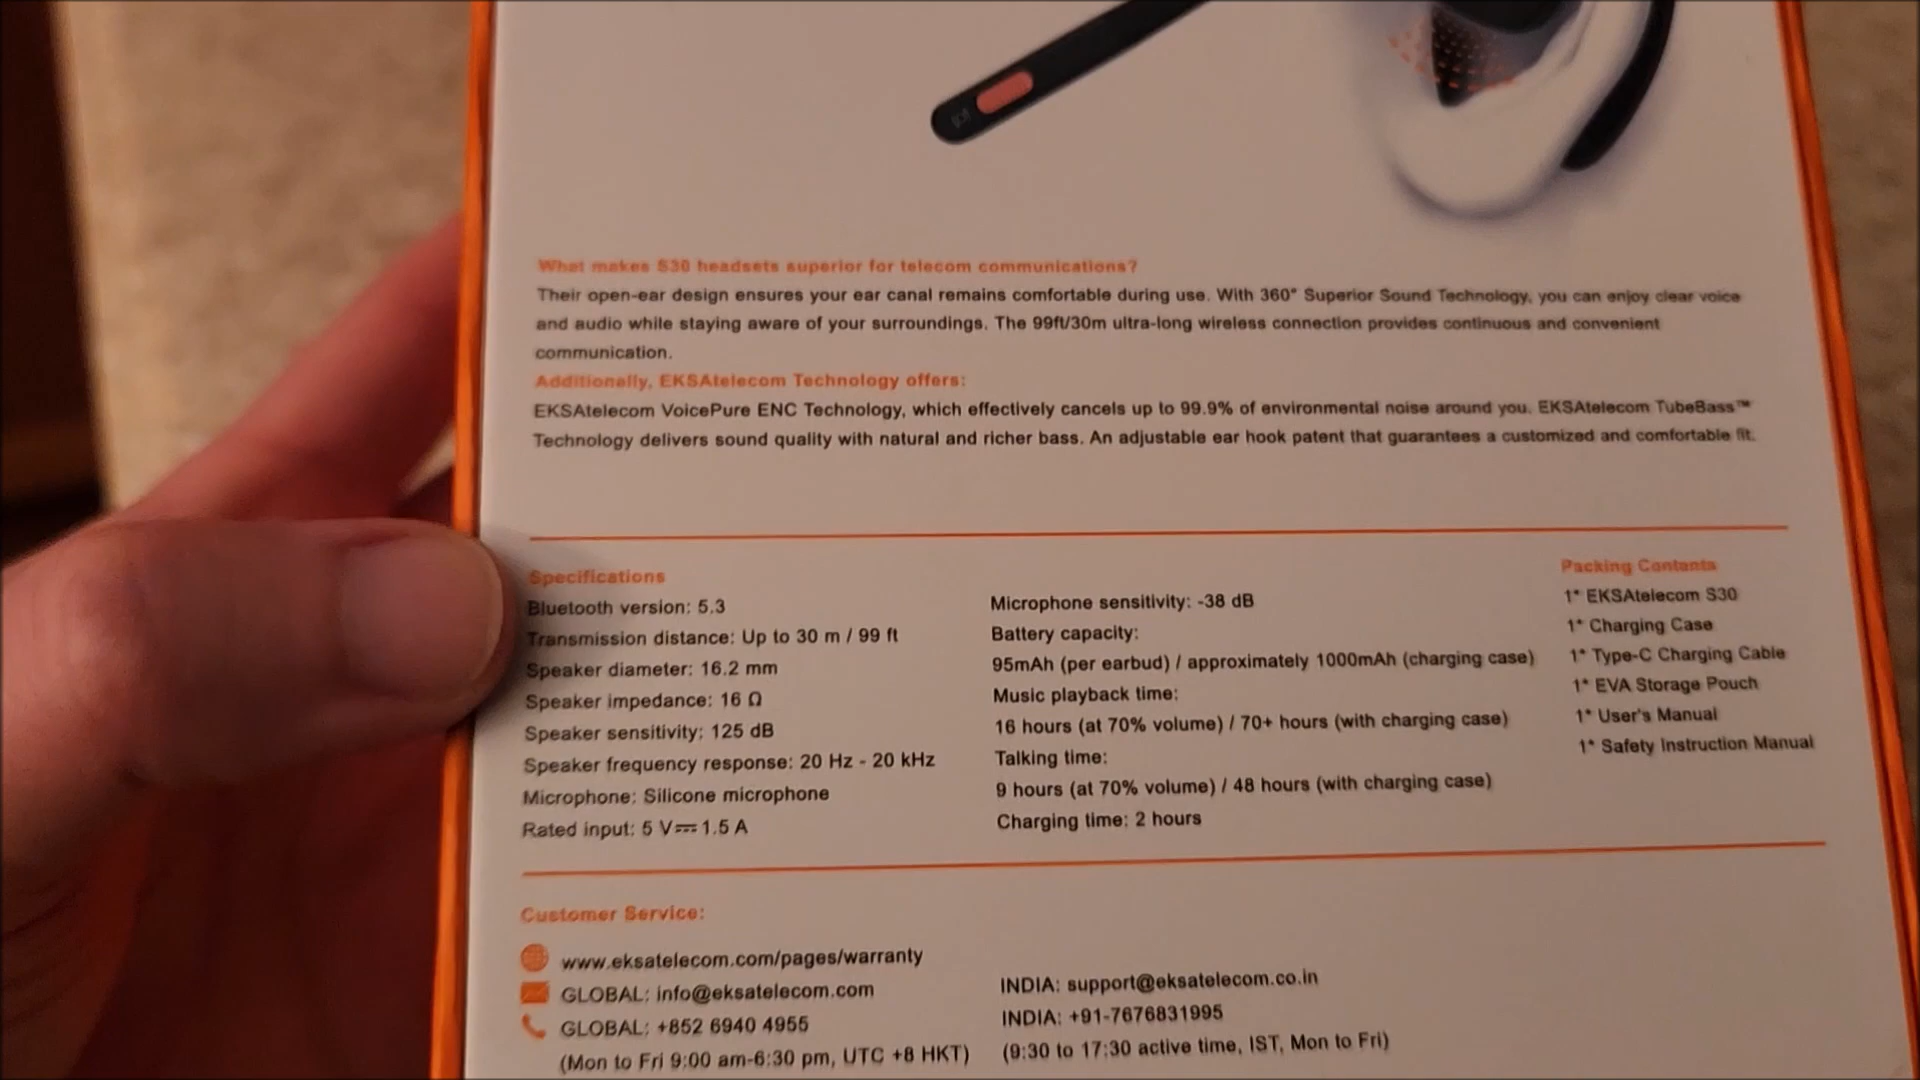 What makes S30 headsets superior for telecom communications?
Their open-ear design ensures your ear canal remains comfortable during use. With 360° Superior Sound Technology, you can enjoy clear voice
and audio while staying aware of your surroundings. The 99ft/30m ultra-long wireless connection provides continuous and convenient
communication.
Additionally, EKSAtelecom Technology offers:
EKSAtelecom VoicePure ENC Technology, which effectively cancels up to 99.9% of environmental noise around you. EKSAtelecom TubeBass™
Technology delivers sound quality with natural and richer bass. An adjustable ear hook patent that guarantees a customized and comfortable fit.
Specifications
Bluetooth version: 5.3
Transmission distance: Up to 30 m / 99 ft
Speaker diameter: 16.2 mm
Speaker impedance: 16 Ω
Speaker sensitivity: 125 dB
Speaker frequency response: 20 Hz - 20 kHz
Microphone: Silicone microphone
Rated input: 5 V⎓1.5 A
Microphone sensitivity: -38 dB
Battery capacity:
95mAh (per earbud) / approximately 1000mAh (charging case)
Music playback time:
16 hours (at 70% volume) / 70+ hours (with charging case)
Talking time:
9 hours (at 70% volume) / 48 hours (with charging case)
Charging time: 2 hours
Packing Contents
1* EKSAtelecom S30
1* Charging Case
1* Type-C Charging Cable
1* EVA Storage Pouch
1* User's Manual
1* Safety Instruction Manual
Customer Service:
www.eksatelecom.com/pages/warranty
GLOBAL: info@eksatelecom.com
GLOBAL: +852 6940 4955
(Mon to Fri 9:00 am-6:30 pm, UTC +8 HKT)
INDIA: support@eksatelecom.co.in
INDIA: +91-7676831995
(9:30 to 17:30 active time, IST, Mon to Fri)